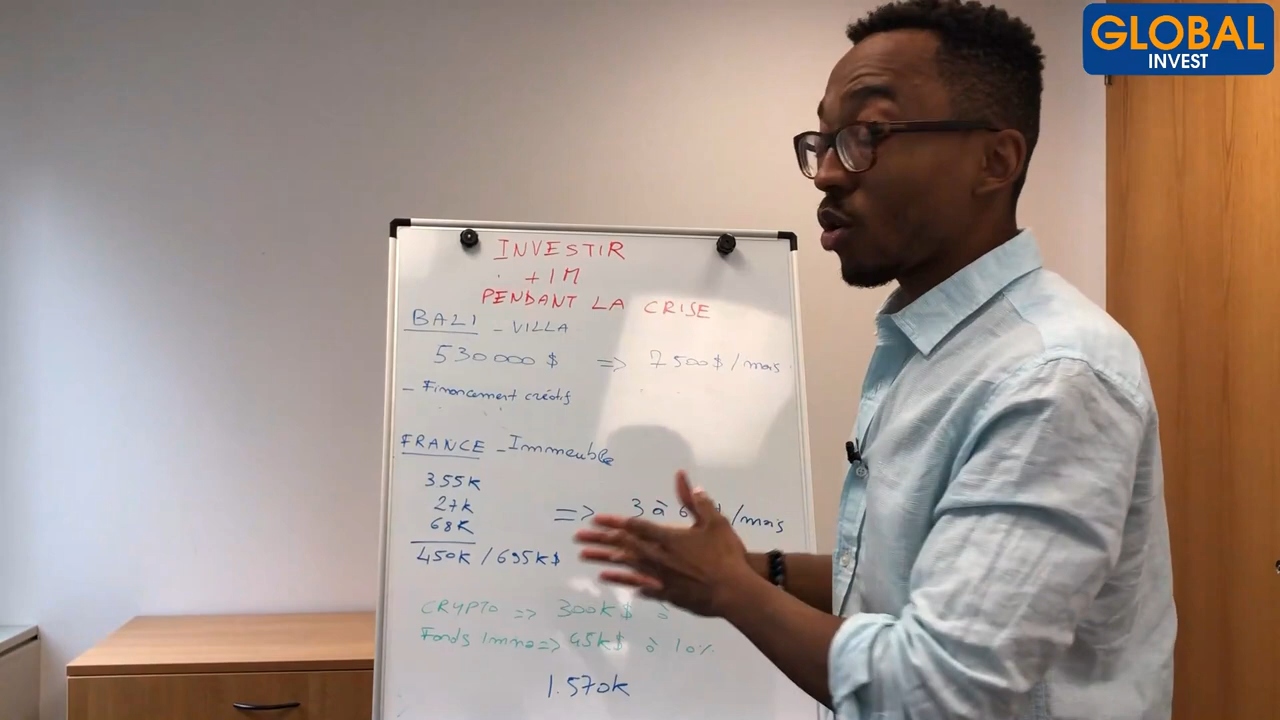 GLOBAL
INVEST
INVESTIR
+ 1M
PENDANT LA CRISE
BALI - VILLA
530 000 $ => 7 500 $ / mois
- Financement créatif
FRANCE - Immeuble
355K
27K
68K
=> 3 à 6 /mois
450K / 695K$
CRYPTO => 300K $ à
Fonds Immo => 45K$ à 10%
1.570K